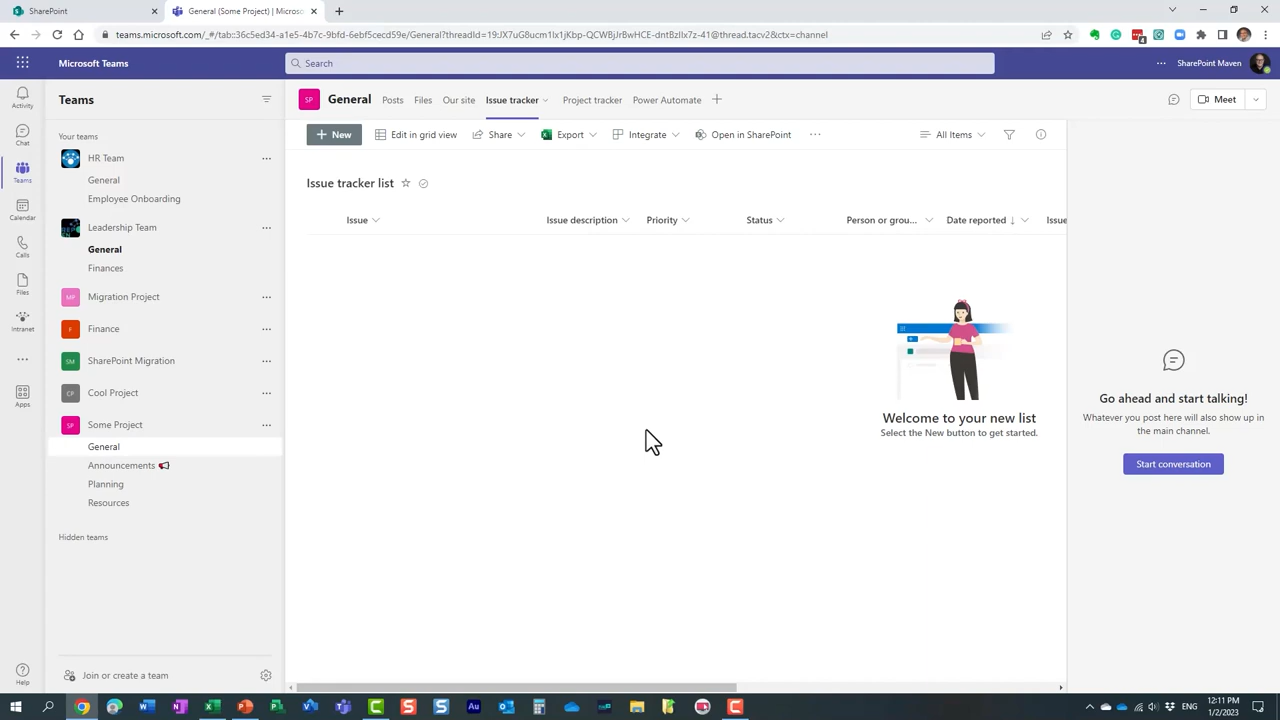 SharePoint
General (Some Project) | Micros
teams.microsoft.com/_#/tab::36c5ed34-a1e5-4b7c-9bfd-6ebf5cecd59e/General?threadId=19:JX7uG8ucm1lx1jKbp-QCWBjJrBwHCE-dntBzllx7z-41@thread.tacv2&ctx=channel
Microsoft Teams
Search
SharePoint Maven
Activity
Chat
Teams
Calendar
Calls
Files
Intranet
Apps
Help
Teams
Your teams
HR Team
General
Employee Onboarding
Leadership Team
General
Finances
MP Migration Project
F Finance
SM SharePoint Migration
CP Cool Project
SP Some Project
General
Announcements
Planning
Resources
Hidden teams
Join or create a team
SP General Posts Files Our site Issue tracker Project tracker Power Automate
Meet
New Edit in grid view Share Export Integrate Open in SharePoint All Items
Issue tracker list
Issue Issue description Priority Status Person or grou... Date reported Issue
Welcome to your new list
Select the New button to get started.
Go ahead and start talking!
Whatever you post here will also show up in
the main channel.
Start conversation
ENG
12:11 PM
1/2/2023